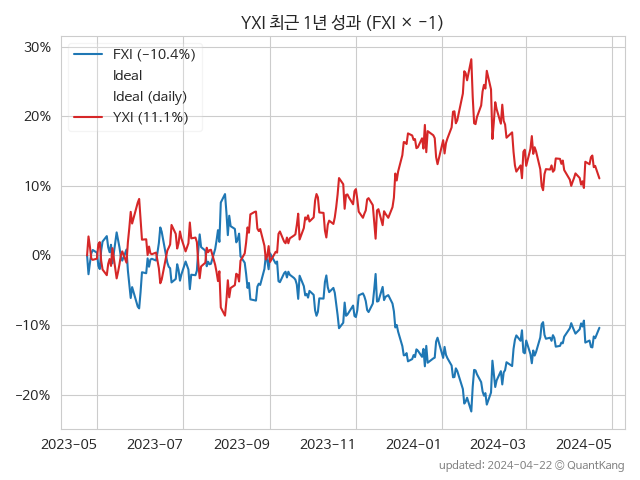 YXI 최근 1년 성과 (FXI × -1)
30%
20%
10%
0%
-10%
-20%
FXI (-10.4%)
Ideal
Ideal (daily)
YXI (11.1%)
2023-05 2023-07 2023-09 2023-11 2024-01 2024-03 2024-05
updated: 2024-04-22 © QuantKang